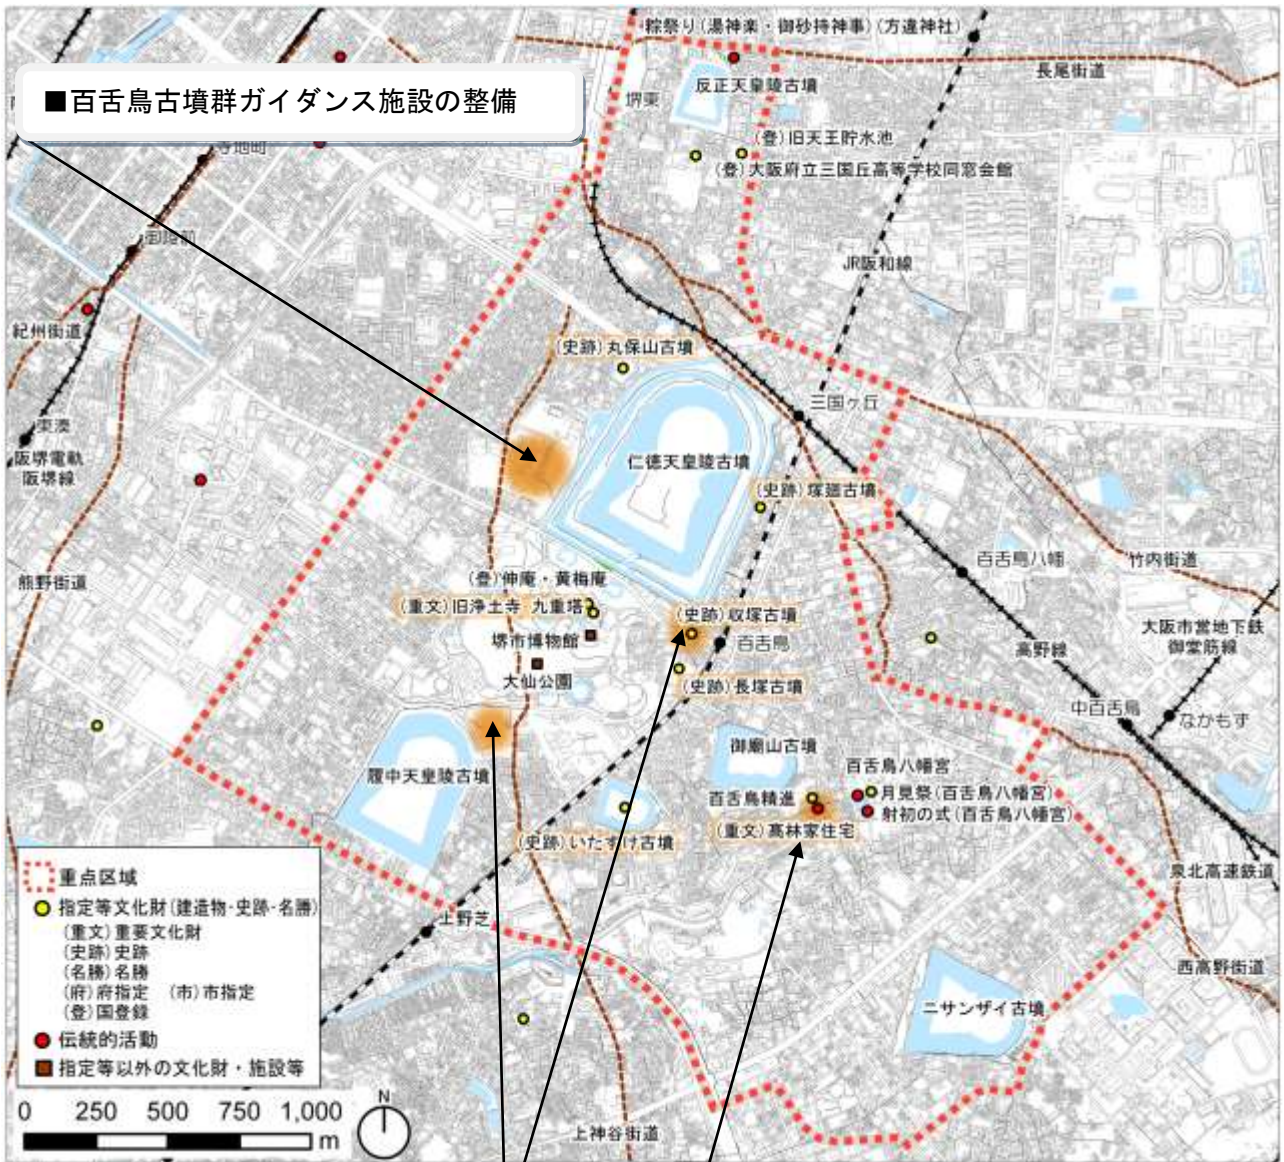 粽祭り(湯神楽・御砂持神事)(方違神社)
長尾街道
■百舌鳥古墳群ガイダンス施設の整備
堺東
反正天皇陵古墳
(登)旧天王貯水池
(登)大阪府立三国丘高等学校同窓会館
寺地町
御陵前
JR阪和線
紀州街道
(史跡)丸保山古墳
三国ヶ丘
東湊
阪堺電軌
阪堺線
仁徳天皇陵古墳
(史跡)塚廻古墳
百舌鳥八幡
竹内街道
熊野街道
(登)伸庵・黄梅庵
(重文)旧浄土寺 九重塔
(史跡)収塚古墳
大阪市営地下鉄
御堂筋線
堺市博物館
百舌鳥
高野線
大仙公園
(史跡)長塚古墳
中百舌鳥
なかもず
御廟山古墳
履中天皇陵古墳
百舌鳥八幡宮
百舌鳥精進
月見祭(百舌鳥八幡宮)
射初の式(百舌鳥八幡宮)
(重文)髙林家住宅
(史跡)いたすけ古墳
泉北高速鉄道
重点区域
指定等文化財(建造物・史跡・名勝)
(重文)重要文化財
(史跡)史跡
(名勝)名勝
(府)府指定 (市)市指定
(登)国登録
伝統的活動
指定等以外の文化財・施設等
上野芝
西高野街道
ニサンザイ古墳
0 250 500 750 1,000
m
N
上神谷街道